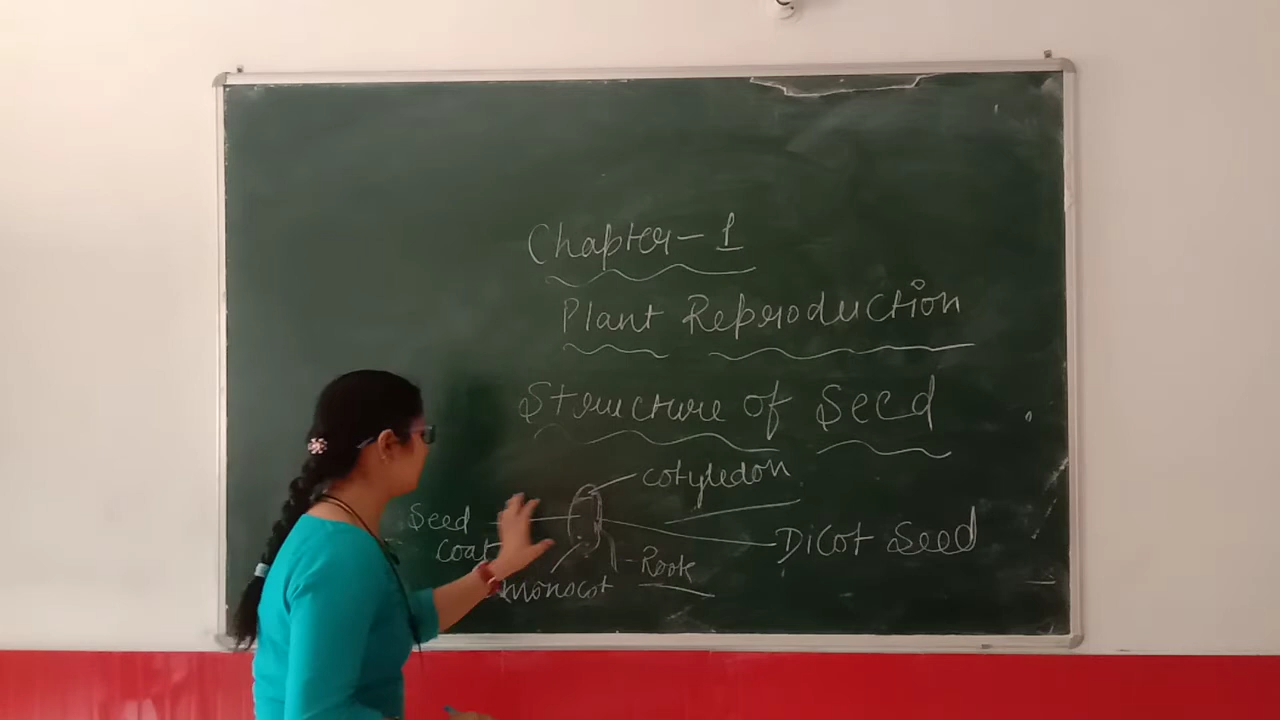 Chapter-1
Plant Reproduction
Structure of Seed
cotyledon
Seed
coat
Dicot Seed
Root
monocot